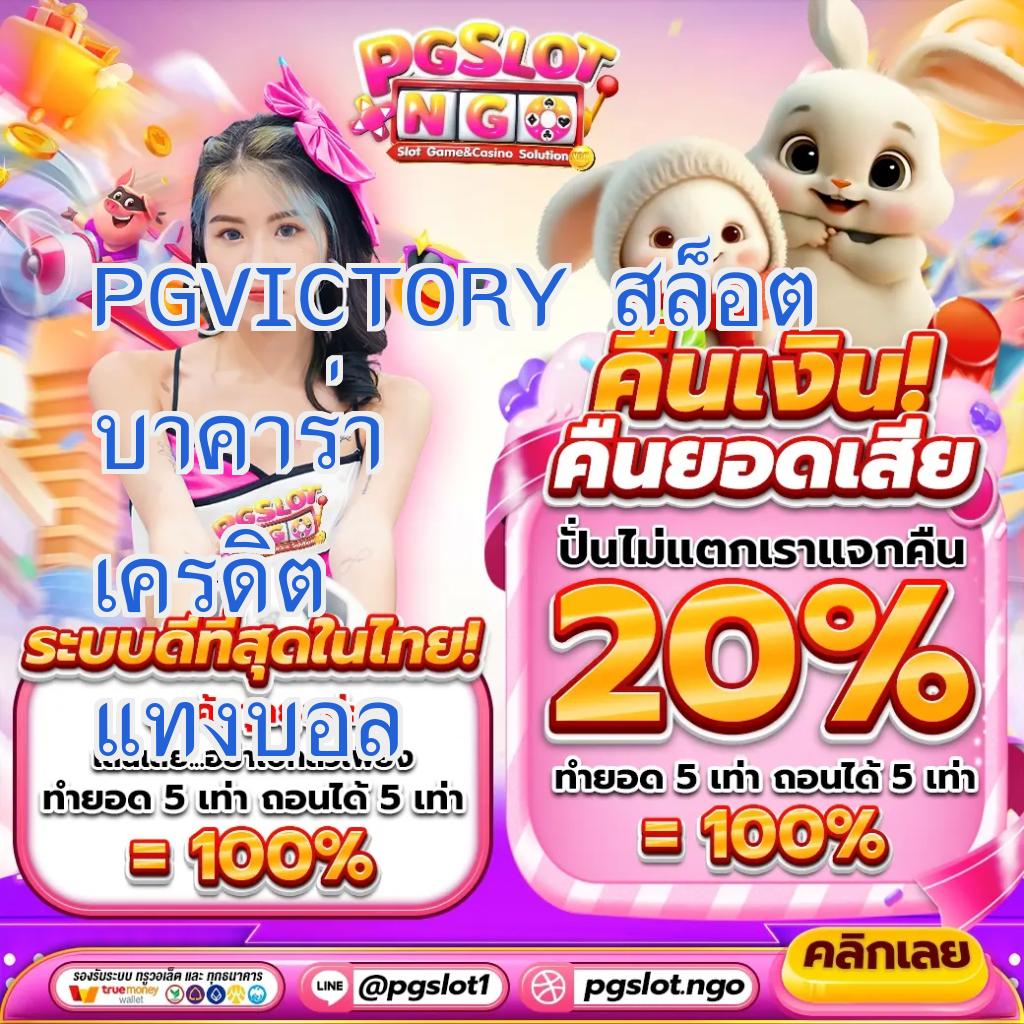 PGSLOT
NGO
Slot Game&Casino Solution
PGVICTORY สล็อต
บาคาร่า
เครดิต
แทงบอล
คืนเงิน!
คืนยอดเสีย
ปั่นไม่แตกเราแจกคืน
20%
ทำยอด 5 เท่า ถอนได้ 5 เท่า
= 100%
PGSLOT
ระบบดีที่สุดในไทย!
ทำยอด 5 เท่า ถอนได้ 5 เท่า
= 100%
คลิกเลย
รองรับระบบ ทรูวอเล็ต และ ทุกธนาคาร
truemoney
wallet
LINE @pgslot1
pgslot.ngo